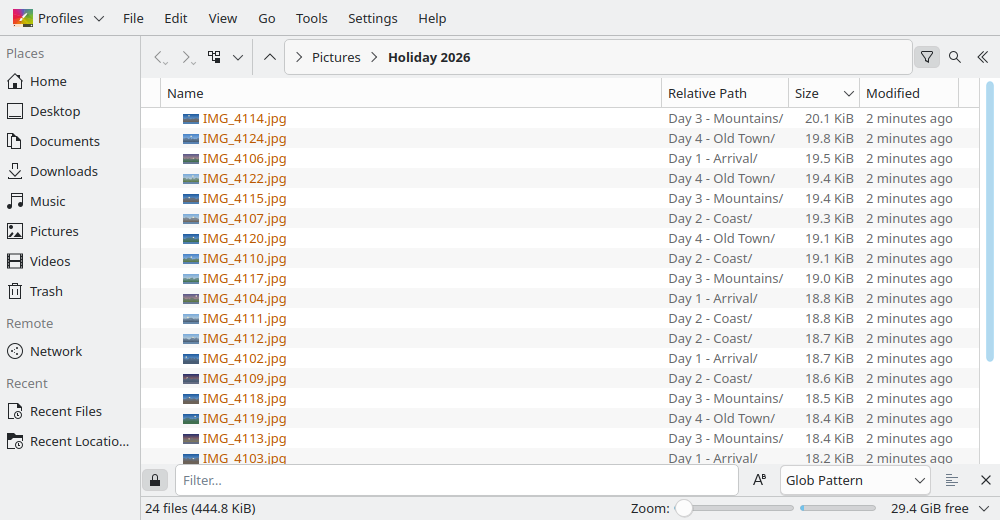 Profiles File Edit View Go Tools Settings Help
Places
Home
Desktop
Documents
Downloads
Music
Pictures
Videos
Trash
Remote
Network
Recent
Recent Files
Recent Locatio...
Pictures Holiday 2026
Name Relative Path Size Modified
IMG_4114.jpg Day 3 - Mountains/ 20.1 KiB 2 minutes ago
IMG_4124.jpg Day 4 - Old Town/ 19.8 KiB 2 minutes ago
IMG_4106.jpg Day 1 - Arrival/ 19.5 KiB 2 minutes ago
IMG_4122.jpg Day 4 - Old Town/ 19.4 KiB 2 minutes ago
IMG_4115.jpg Day 3 - Mountains/ 19.4 KiB 2 minutes ago
IMG_4107.jpg Day 2 - Coast/ 19.3 KiB 2 minutes ago
IMG_4120.jpg Day 4 - Old Town/ 19.1 KiB 2 minutes ago
IMG_4110.jpg Day 2 - Coast/ 19.1 KiB 2 minutes ago
IMG_4117.jpg Day 3 - Mountains/ 19.0 KiB 2 minutes ago
IMG_4104.jpg Day 1 - Arrival/ 18.8 KiB 2 minutes ago
IMG_4111.jpg Day 2 - Coast/ 18.8 KiB 2 minutes ago
IMG_4112.jpg Day 2 - Coast/ 18.7 KiB 2 minutes ago
IMG_4102.jpg Day 1 - Arrival/ 18.7 KiB 2 minutes ago
IMG_4109.jpg Day 2 - Coast/ 18.6 KiB 2 minutes ago
IMG_4118.jpg Day 3 - Mountains/ 18.5 KiB 2 minutes ago
IMG_4119.jpg Day 4 - Old Town/ 18.4 KiB 2 minutes ago
IMG_4113.jpg Day 3 - Mountains/ 18.4 KiB 2 minutes ago
IMG_4103.jpg Day 1 - Arrival/ 18.2 KiB 2 minutes ago
Filter... Glob Pattern
24 files (444.8 KiB) Zoom: 29.4 GiB free